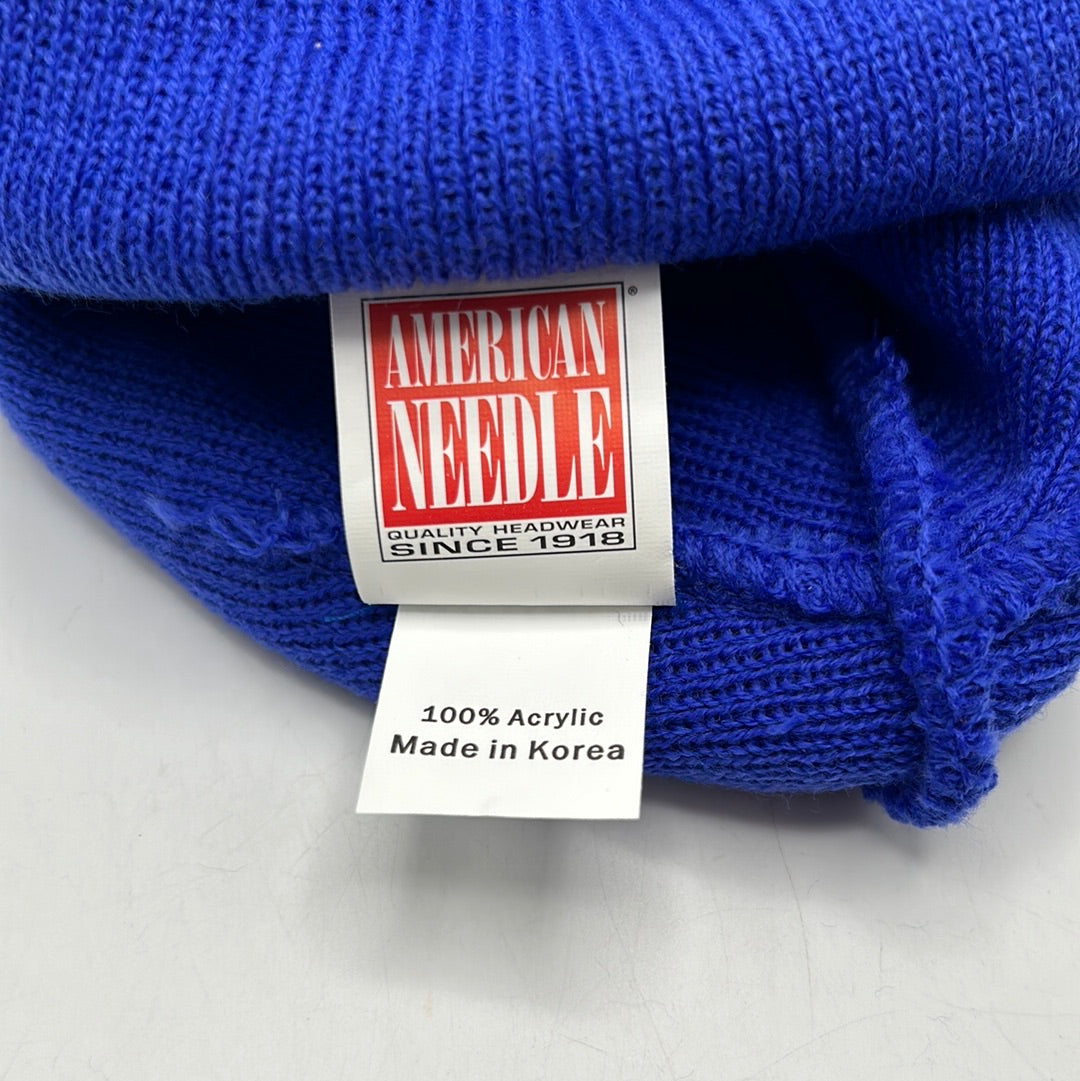 AMERICAN
NEEDLE
®
QUALITY HEADWEAR
SINCE 1918
100% Acrylic
Made in Korea